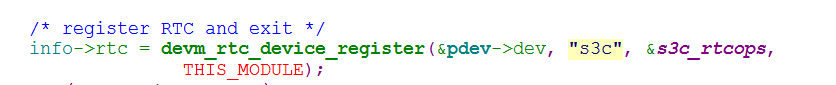 /* register RTC and exit */
info->rtc = devm_rtc_device_register(&pdev->dev, "s3c", &s3c_rtcops,
THIS_MODULE);